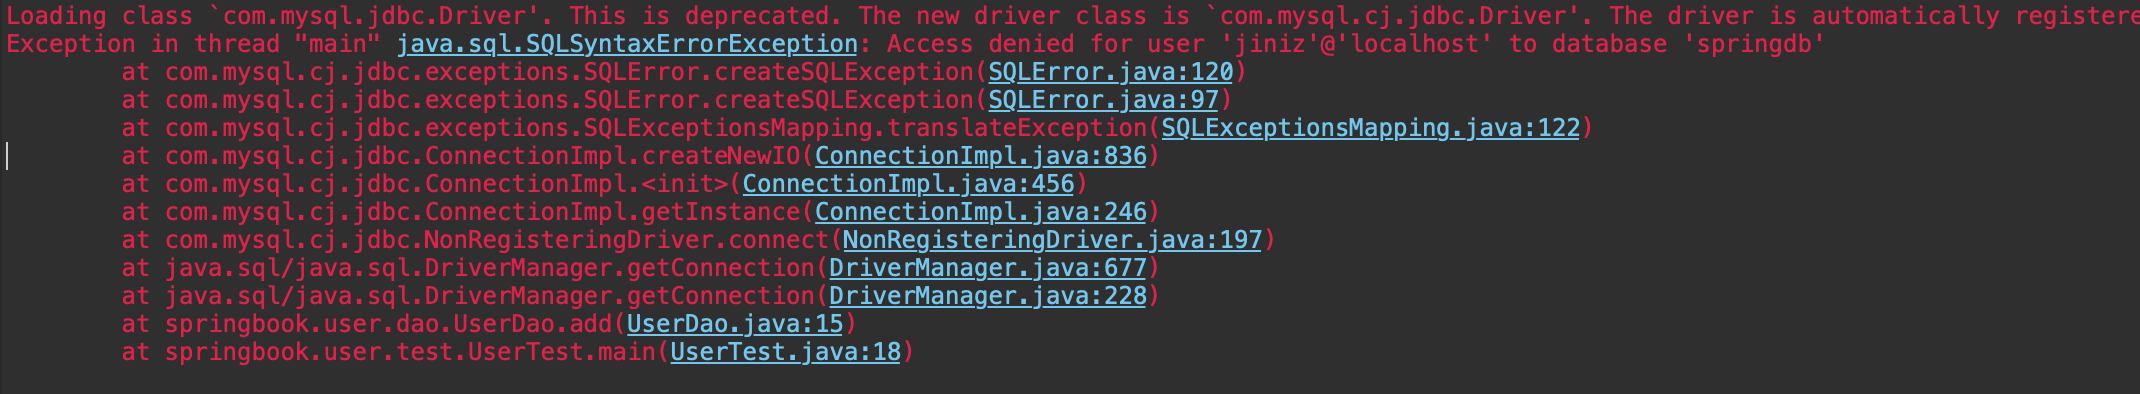 Loading class `com.mysql.jdbc.Driver'. This is deprecated. The new driver class is `com.mysql.cj.jdbc.Driver'. The driver is automatically registere
Exception in thread "main" java.sql.SQLSyntaxErrorException: Access denied for user 'jiniz'@'localhost' to database 'springdb'
	at com.mysql.cj.jdbc.exceptions.SQLError.createSQLException(SQLError.java:120)
	at com.mysql.cj.jdbc.exceptions.SQLError.createSQLException(SQLError.java:97)
	at com.mysql.cj.jdbc.exceptions.SQLExceptionsMapping.translateException(SQLExceptionsMapping.java:122)
	at com.mysql.cj.jdbc.ConnectionImpl.createNewIO(ConnectionImpl.java:836)
	at com.mysql.cj.jdbc.ConnectionImpl.<init>(ConnectionImpl.java:456)
	at com.mysql.cj.jdbc.ConnectionImpl.getInstance(ConnectionImpl.java:246)
	at com.mysql.cj.jdbc.NonRegisteringDriver.connect(NonRegisteringDriver.java:197)
	at java.sql/java.sql.DriverManager.getConnection(DriverManager.java:677)
	at java.sql/java.sql.DriverManager.getConnection(DriverManager.java:228)
	at springbook.user.dao.UserDao.add(UserDao.java:15)
	at springbook.user.test.UserTest.main(UserTest.java:18)